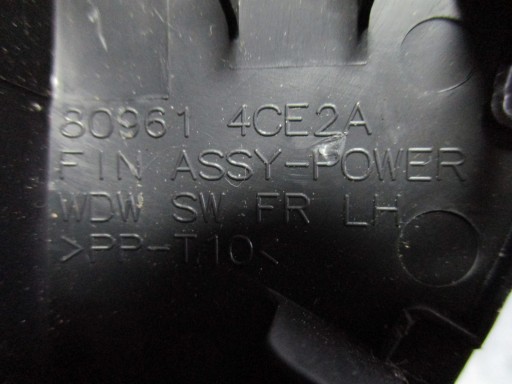 80961 4CE2A
FIN ASSY-POWER
WDW SW FR LH
>PP-T10<